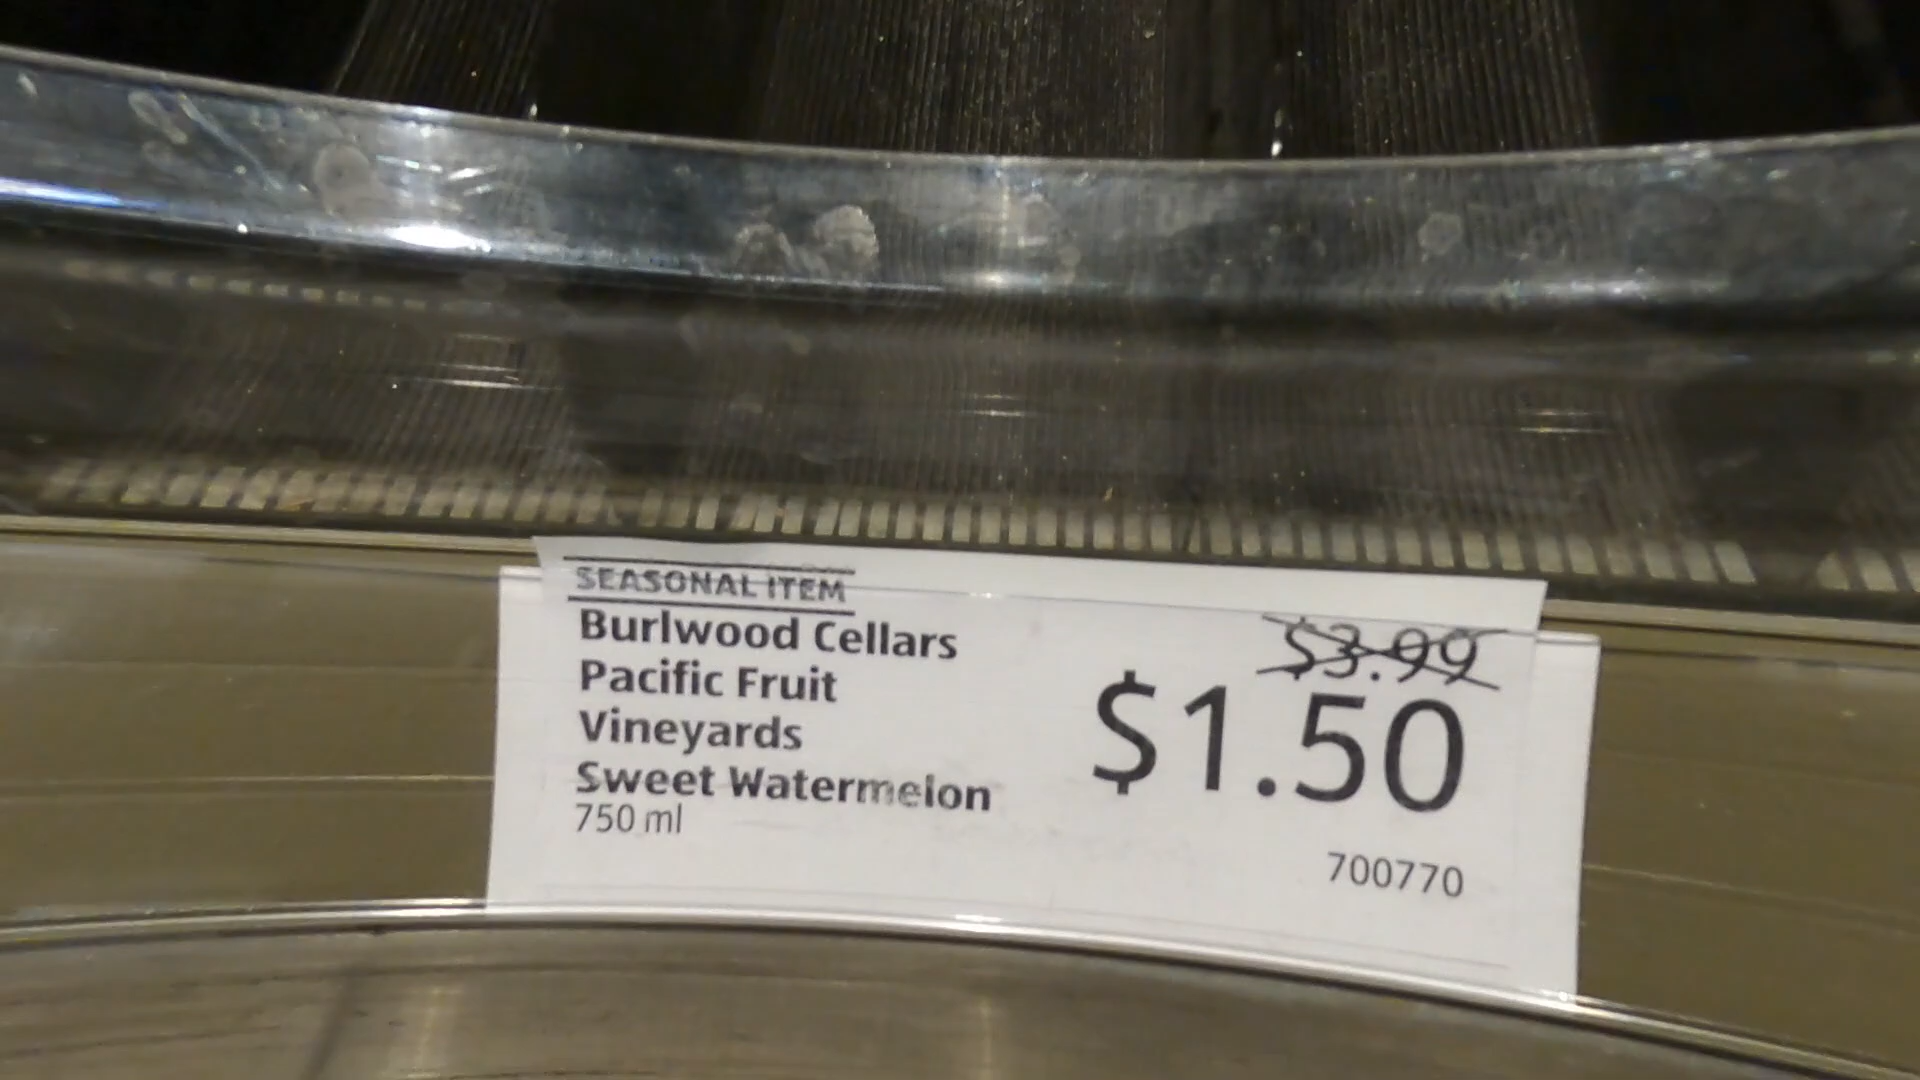 SEASONAL ITEM
Burlwood Cellars
Pacific Fruit
Vineyards
Sweet Watermelon
750 ml
$3.99
$1.50
700770